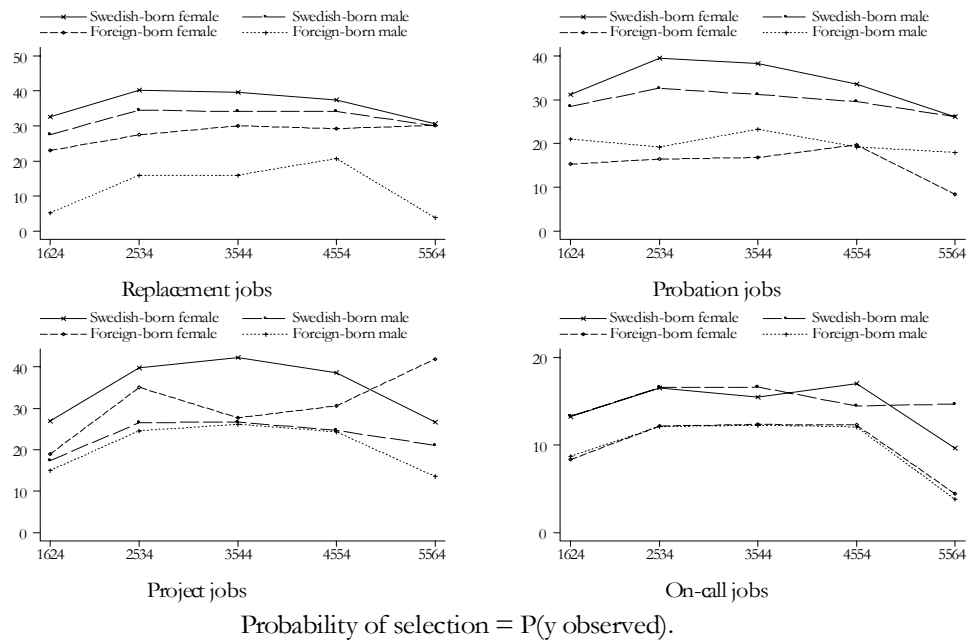 Swedish-born female Swedish-born male
Foreign-born female Foreign-born male
50
40
30
20
10
0
1624 2534 3544 4554 5564
Replacement jobs
Swedish-born female Swedish-born male
Foreign-born female Foreign-born male
40
30
20
10
0
1624 2534 3544 4554 5564
Probation jobs
Swedish-born female Swedish-born male
Foreign-born female Foreign-born male
40
30
20
10
0
1624 2534 3544 4554 5564
Project jobs
Swedish-born female Swedish-born male
Foreign-born female Foreign-born male
20
10
0
1624 2534 3544 4554 5564
On-call jobs
Probability of selection = P(y observed).